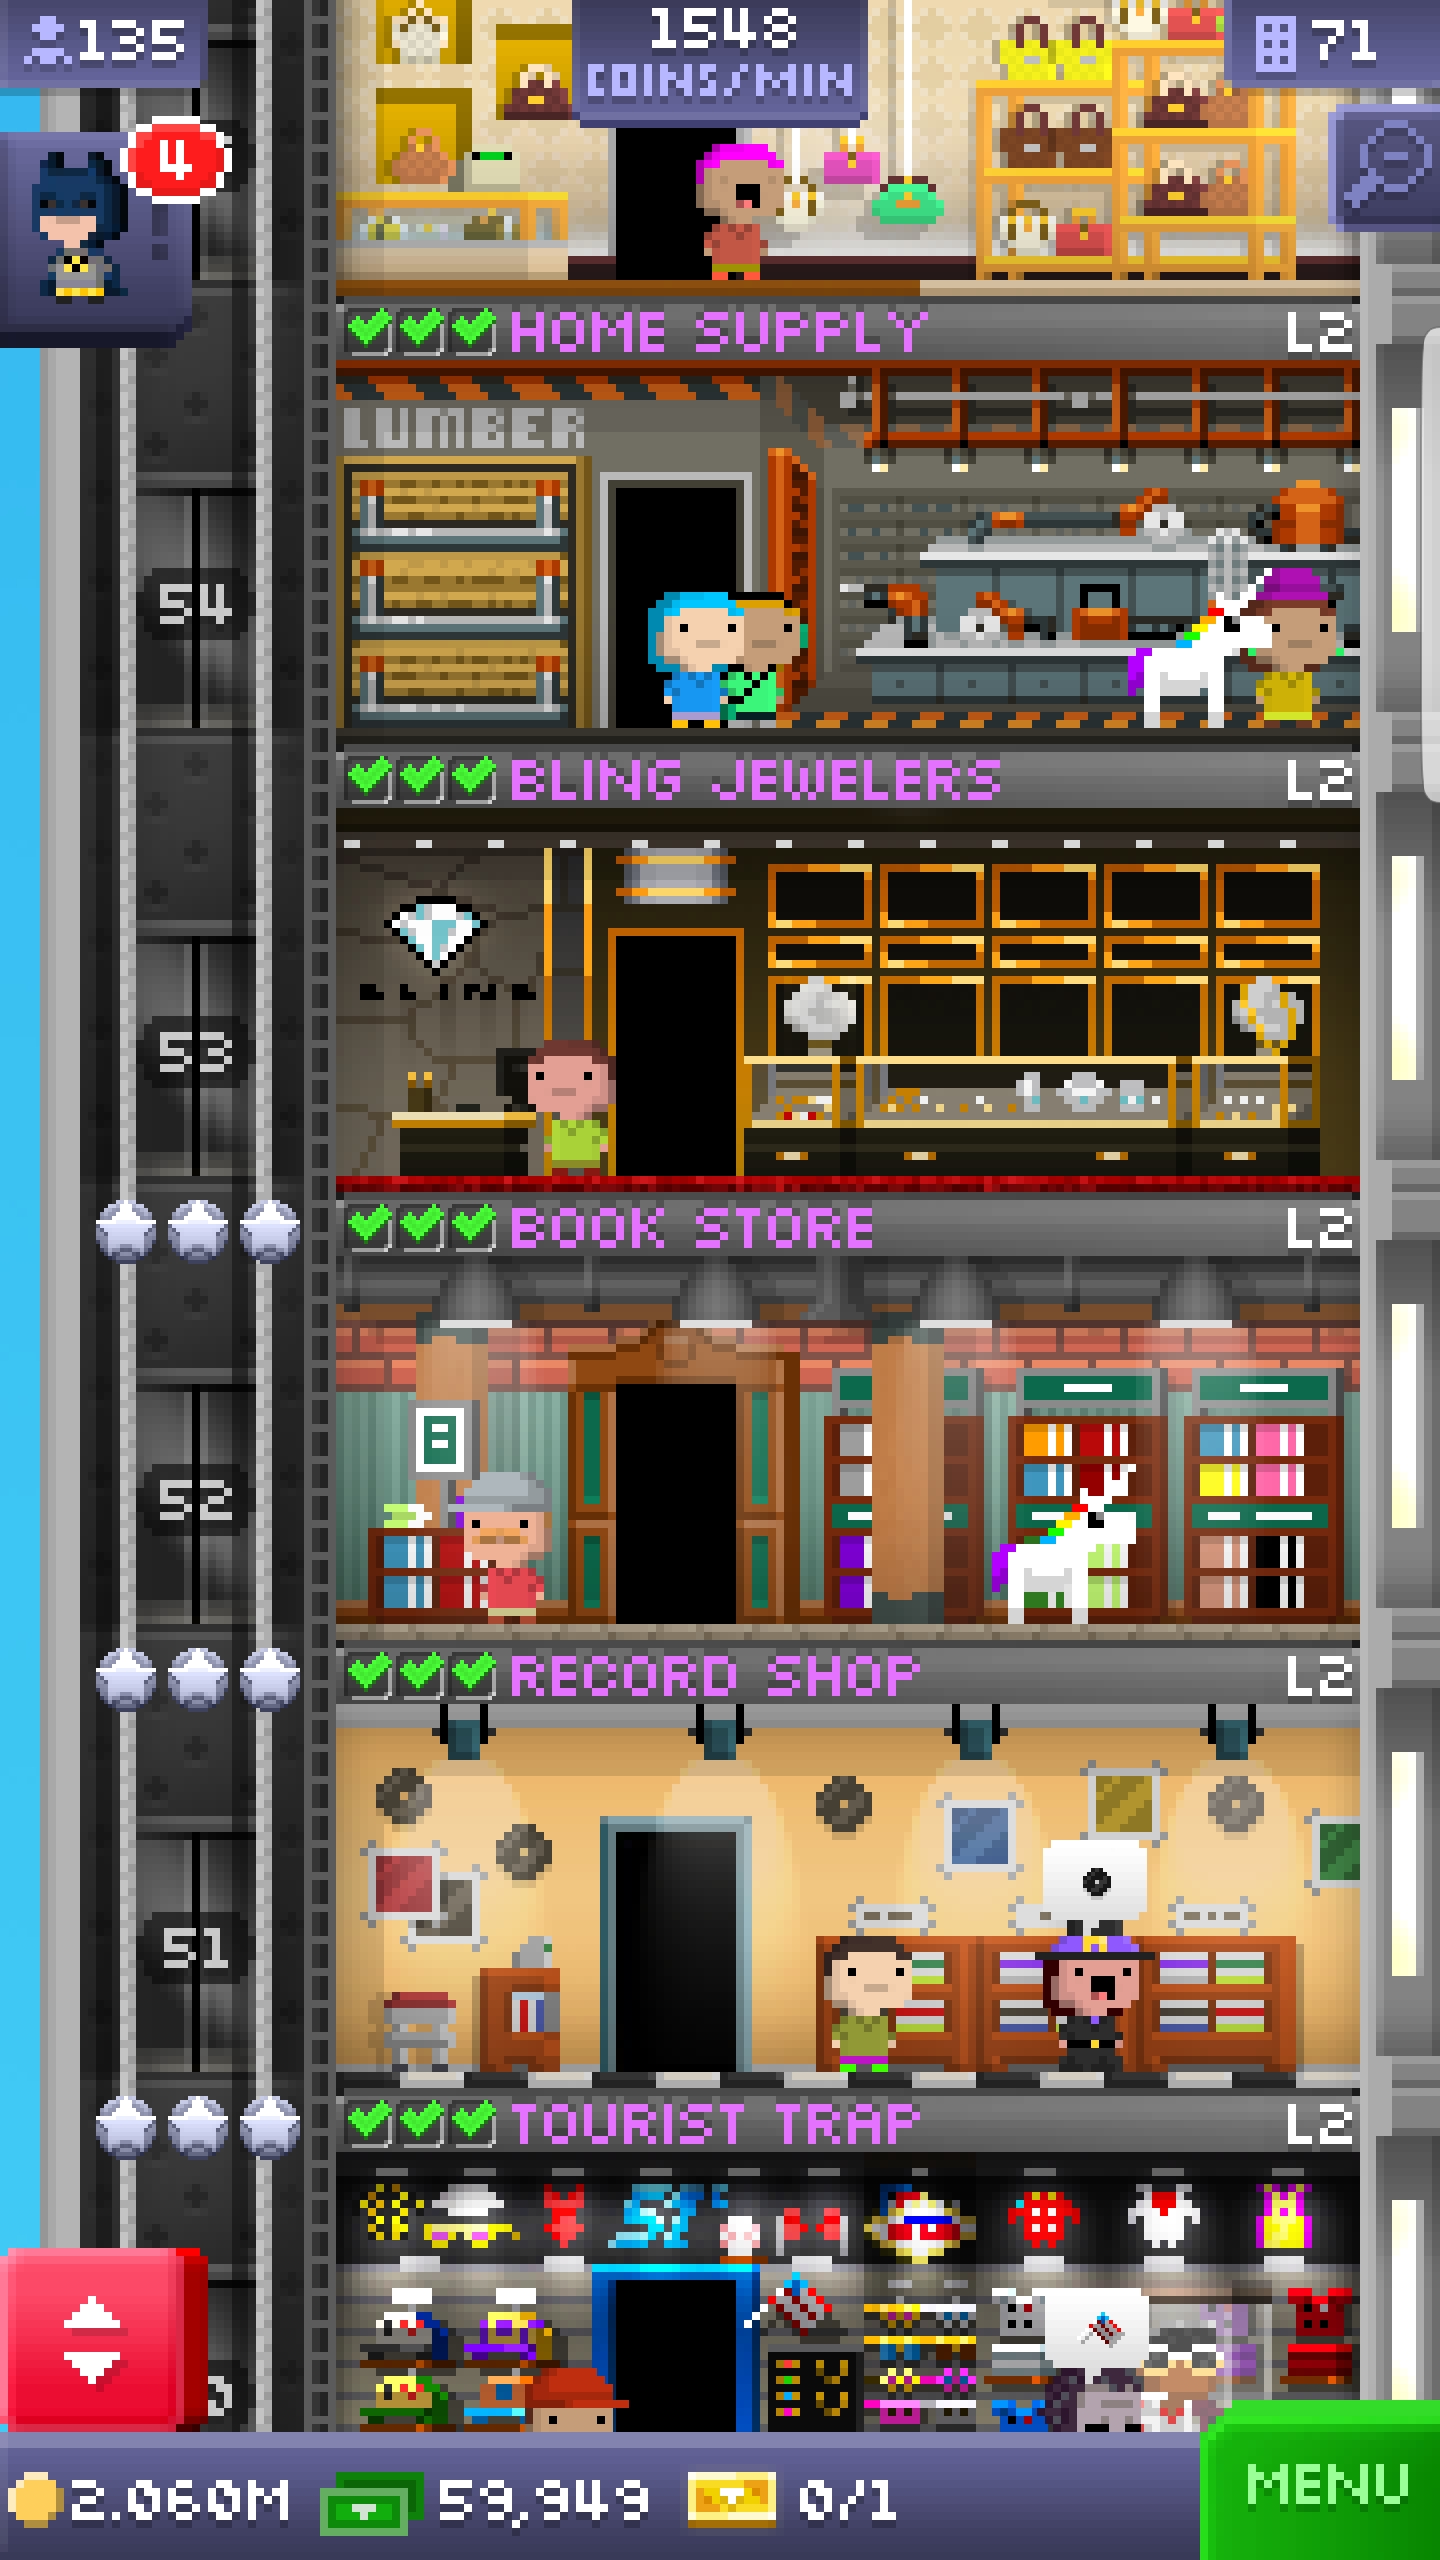 135
1548
COINS/MIN
71
4
HOME SUPPLY L2
LUMBER
54
BLING JEWELERS L2
BLING
53
BOOK STORE L2
52
RECORD SHOP L2
51
TOURIST TRAP L2
2.060M 59,949 0/1
MENU